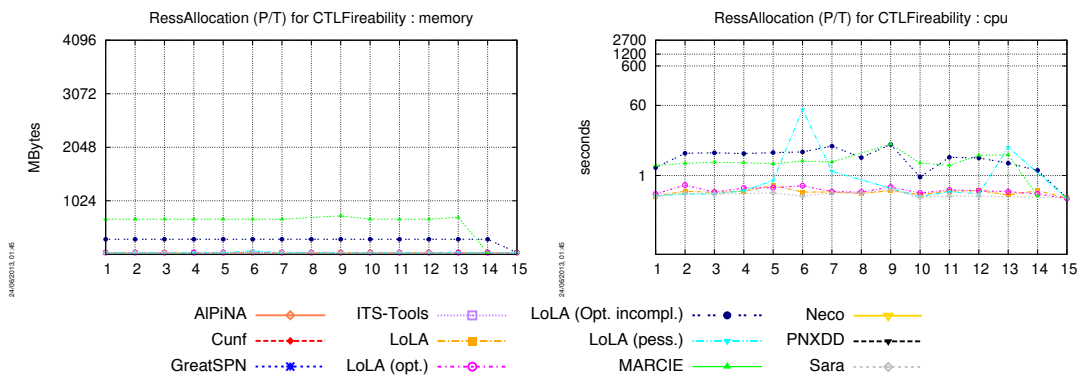 RessAllocation (P/T) for CTLFireability : memory
4096
3072
2048
1024
MBytes
1 2 3 4 5 6 7 8 9 10 11 12 13 14 15
24/06/2013, 01:45
RessAllocation (P/T) for CTLFireability : cpu
2700
1200
600
60
1
seconds
1 2 3 4 5 6 7 8 9 10 11 12 13 14 15
24/06/2013, 01:45
AlPiNA ITS-Tools LoLA (Opt. incompl.) Neco
Cunf LoLA LoLA (pess.) PNXDD
GreatSPN LoLA (opt.) MARCIE Sara